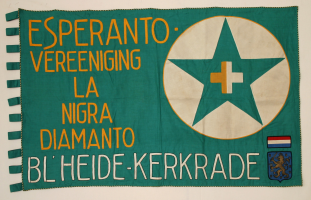 ESPERANTO·
VEREENIGING
LA
NIGRA
DIAMANTO
BL'HEIDE-KERKRADE